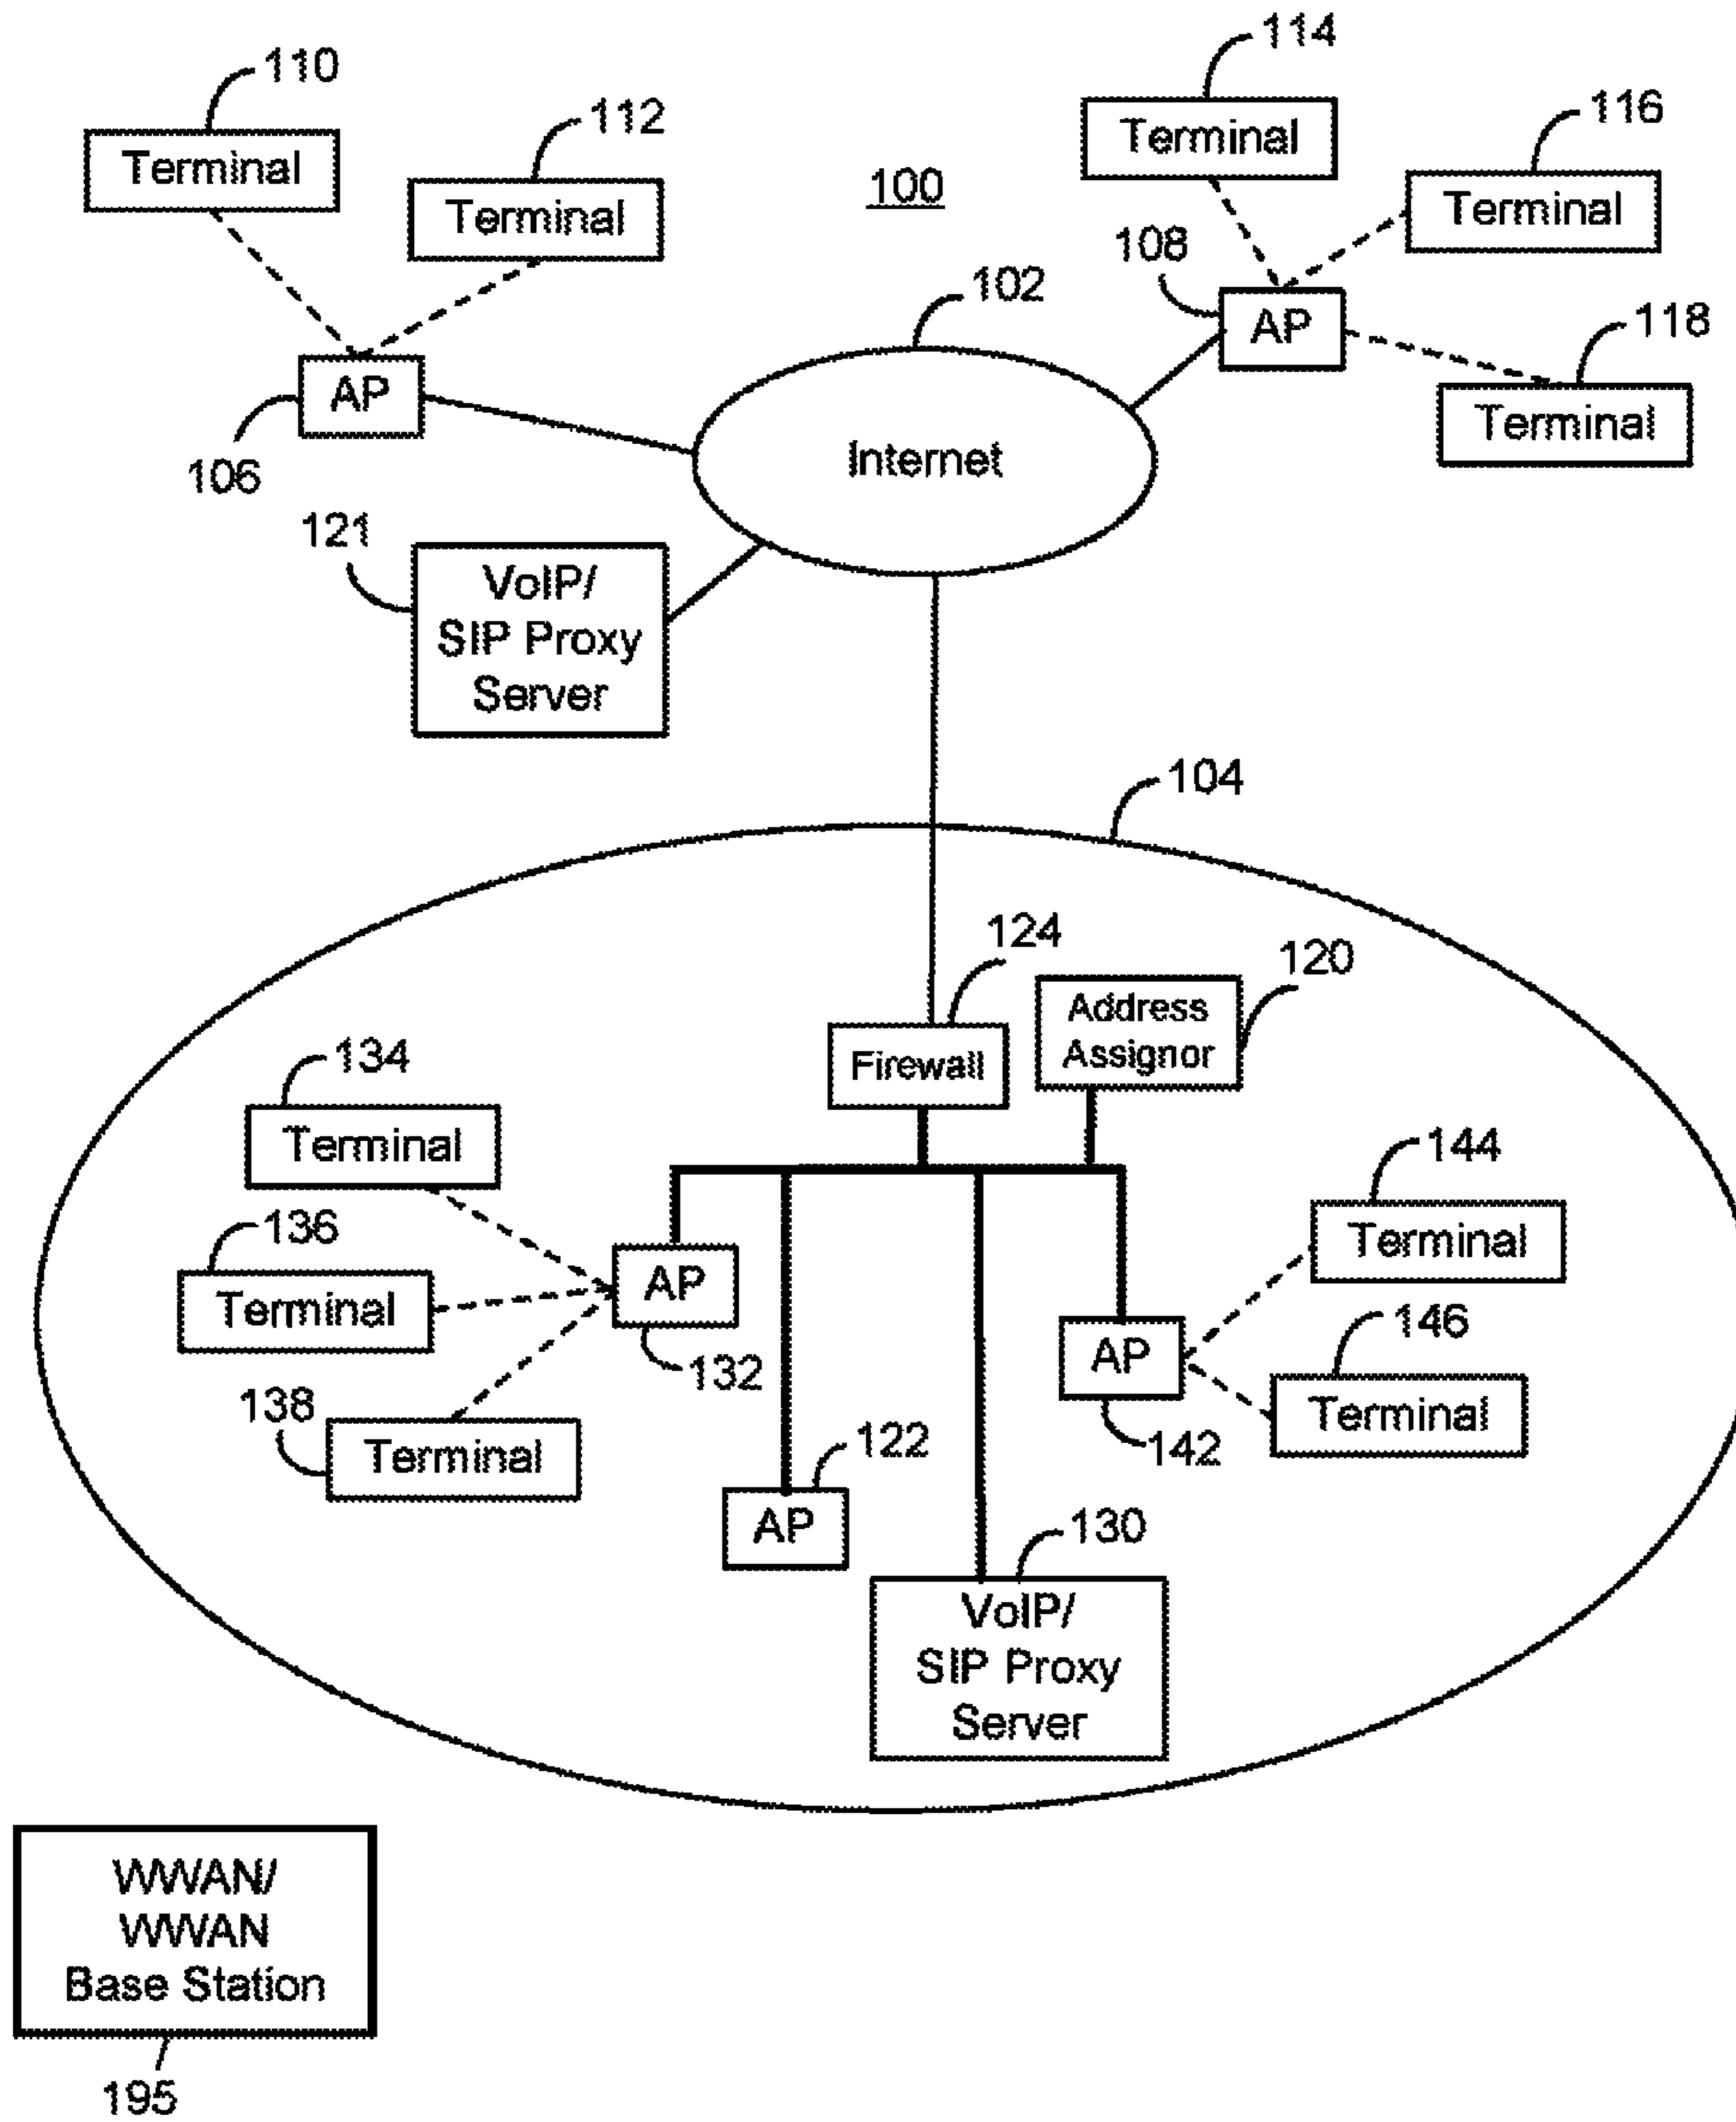 114
110
116
112
Terminal
Terminal
100
Terminal
Terminal
108
102
AP
118
AP
Terminal
Internet
106
121
VoIP/
SIP Proxy
Server
104
124
120
Address
Assignor
Firewall
134
Terminal
144
136
Terminal
AP
Terminal
146
AP
132
Terminal
138
122
142
Terminal
AP
130
VoIP/
SIP Proxy
Server
WWAN/
WWAN
Base Station
195